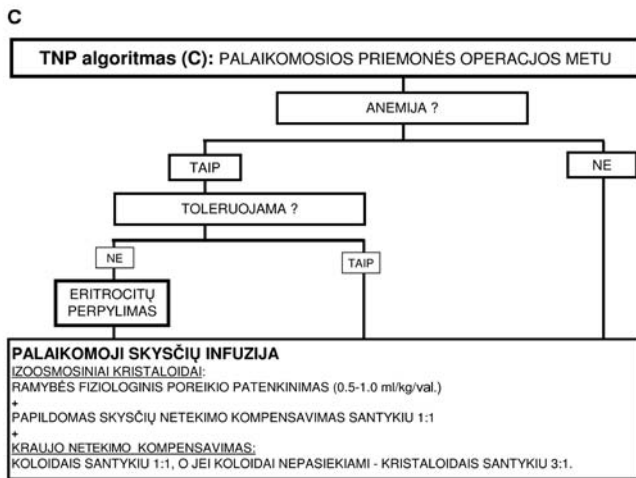 C
TNP algoritmas (C): PALAIKOMOSIOS PRIEMONĖS OPERACJOS METU
ANEMIJA ?
TAIP
NE
TOLERUOJAMA ?
NE
TAIP
ERITROCITŲ
PERPYLIMAS
PALAIKOMOJI SKYSČIŲ INFUZIJA
IZOOSMOSINIAI KRISTALOIDAI:
RAMYBĖS FIZIOLOGINIS POREIKIO PATENKINIMAS (0.5-1.0 ml/kg/val.)
+
PAPILDOMAS SKYSČIŲ NETEKIMO KOMPENSAVIMAS SANTYKIU 1:1
+
KRAUJO NETEKIMO KOMPENSAVIMAS:
KOLOIDAIS SANTYKIU 1:1, O JEI KOLOIDAI NEPASIEKIAMI - KRISTALOIDAIS SANTYKIU 3:1.